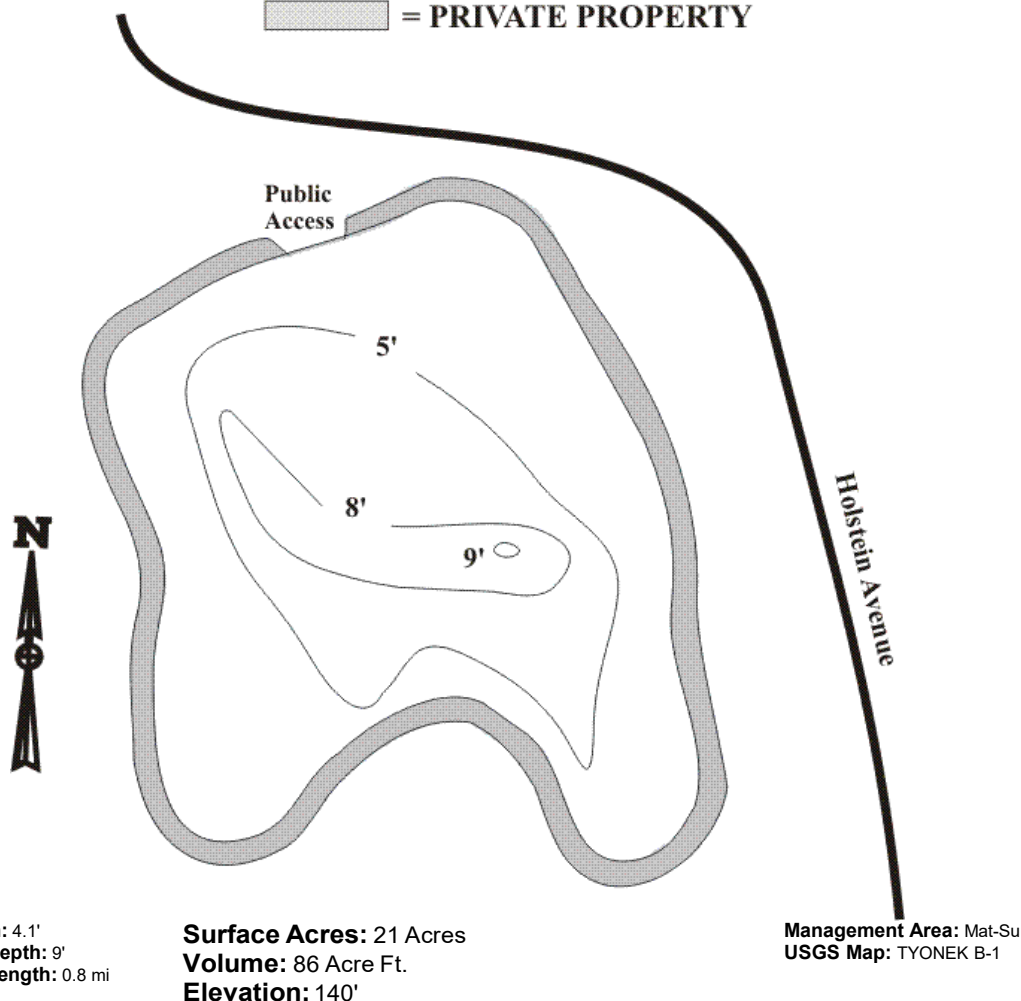 = PRIVATE PROPERTY
Public
Access
5'
8'
9'
N
Holstein Avenue
: 4.1'
epth: 9'
ength: 0.8 mi
Surface Acres: 21 Acres
Volume: 86 Acre Ft.
Elevation: 140'
Management Area: Mat-Su
USGS Map: TYONEK B-1